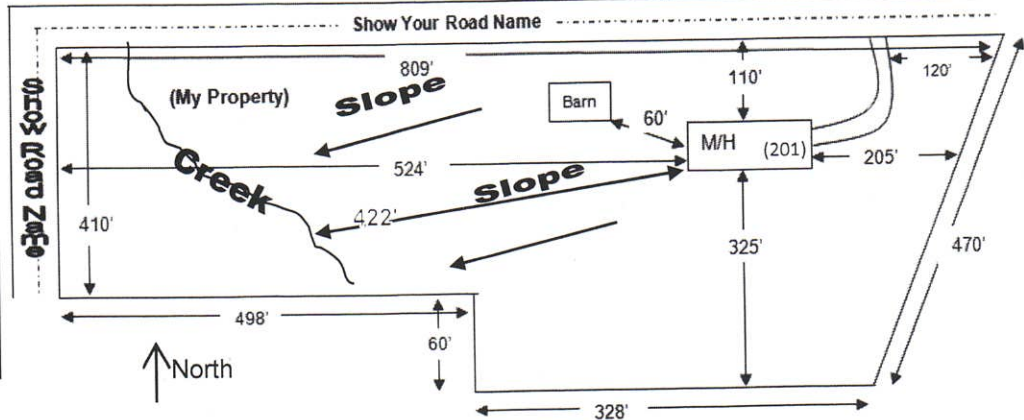 Show Your Road Name
809'
110'
120'
Show Road Name
(My Property)
Slope
Barn
60'
M/H (201)
205'
524'
Creek
Slope
422'
410'
325'
470'
498'
60'
North
328'